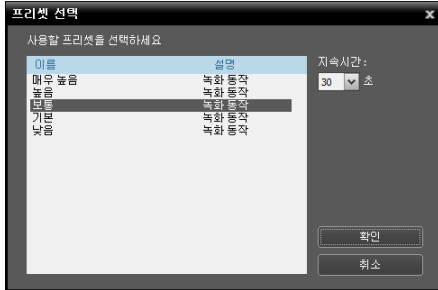 프리셋 선택 x
사용할 프리셋을 선택하세요
이름 설명
매우 높음 녹화 동작
높음 녹화 동작
보통 녹화 동작
기본 녹화 동작
낮음 녹화 동작
지속시간 :
30 초
확인
취소